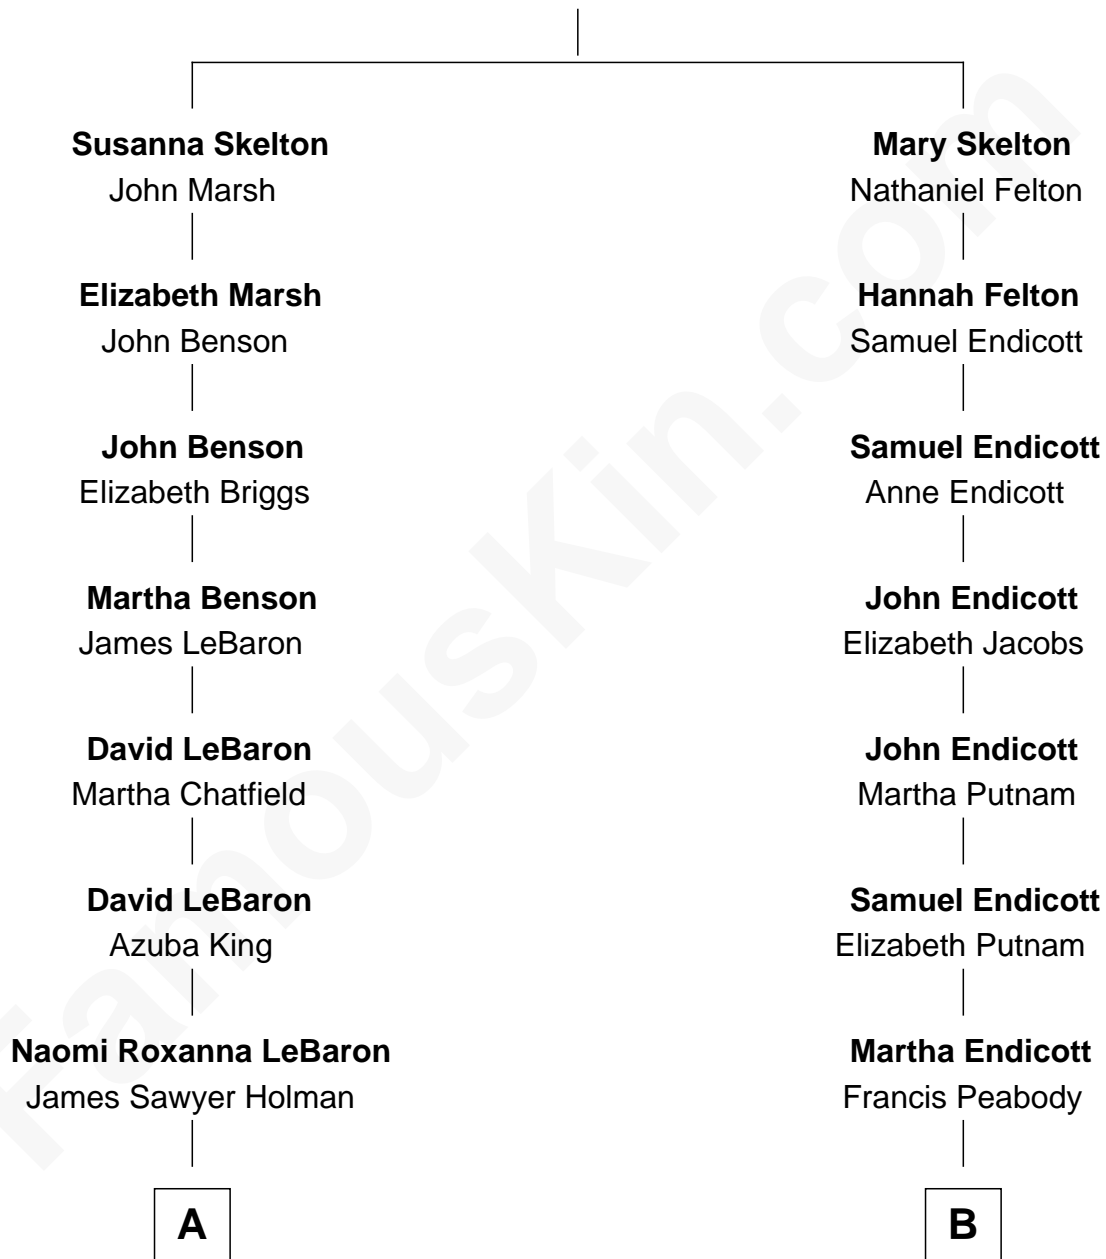 Susanna Skelton
John Marsh
Elizabeth Marsh
John Benson
John Benson
Elizabeth Briggs
Martha Benson
James LeBaron
David LeBaron
Martha Chatfield
David LeBaron
Azuba King
Naomi Roxanna LeBaron
James Sawyer Holman
A
Mary Skelton
Nathaniel Felton
Hannah Felton
Samuel Endicott
Samuel Endicott
Anne Endicott
John Endicott
Elizabeth Jacobs
John Endicott
Martha Putnam
Samuel Endicott
Elizabeth Putnam
Martha Endicott
Francis Peabody
B
FamousKin.com